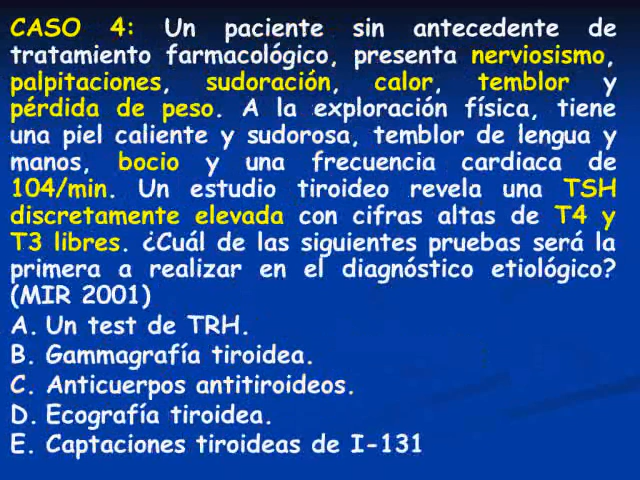 CASO 4: Un paciente sin antecedente de
tratamiento farmacológico, presenta nerviosismo,
palpitaciones, sudoración, calor, temblor y
pérdida de peso. A la exploración física, tiene
una piel caliente y sudorosa, temblor de lengua y
manos, bocio y una frecuencia cardiaca de
104/min. Un estudio tiroideo revela una TSH
discretamente elevada con cifras altas de T4 y
T3 libres. ¿Cuál de las siguientes pruebas será la
primera a realizar en el diagnóstico etiológico?
(MIR 2001)
A. Un test de TRH.
B. Gammagrafía tiroidea.
C. Anticuerpos antitiroideos.
D. Ecografía tiroidea.
E. Captaciones tiroideas de I-131